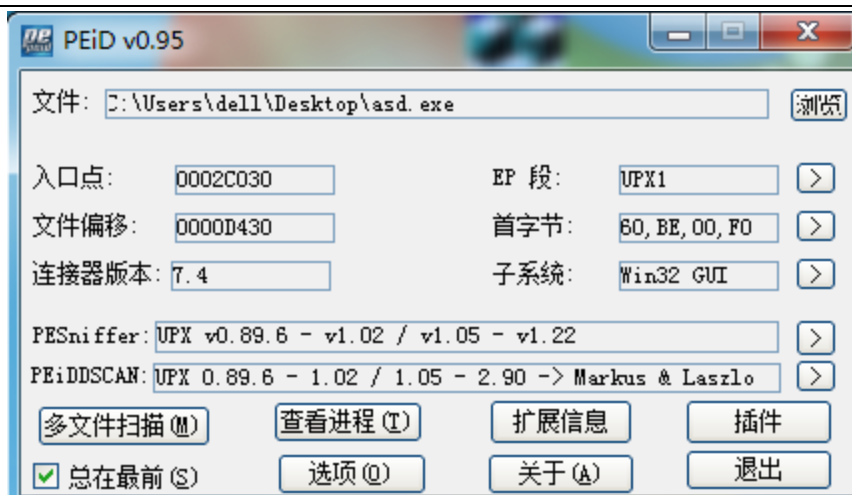 PEiD v0.95
文件: C:\Users\dell\Desktop\asd.exe 浏览
入口点: 0002C030 EP 段: UPX1 >
文件偏移: 0000D430 首字节: 60,BE,00,F0 >
连接器版本: 7.4 子系统: Win32 GUI >
PESniffer: UPX v0.89.6 - v1.02 / v1.05 - v1.22 >
PEiDDSCAN: UPX 0.89.6 - 1.02 / 1.05 - 2.90 -> Markus & Laszlo >
多文件扫描(M) 查看进程(T) 扩展信息 插件
总在最前(S) 选项(O) 关于(A) 退出